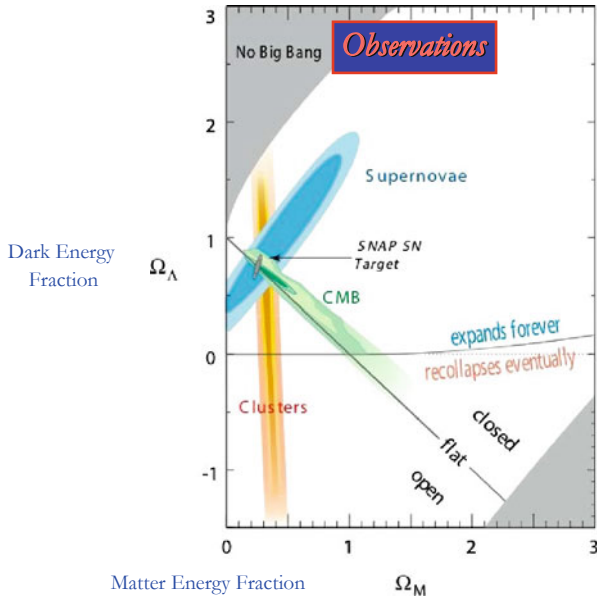 3
No Big Bang
Observations
2
Supernovae
1
Dark Energy
Fraction
Ω_Λ
SNAP SN
Target
CMB
expands forever
0
recollapses eventually
Clusters
closed
flat
-1
open
0
1
2
3
Matter Energy Fraction
Ω_M